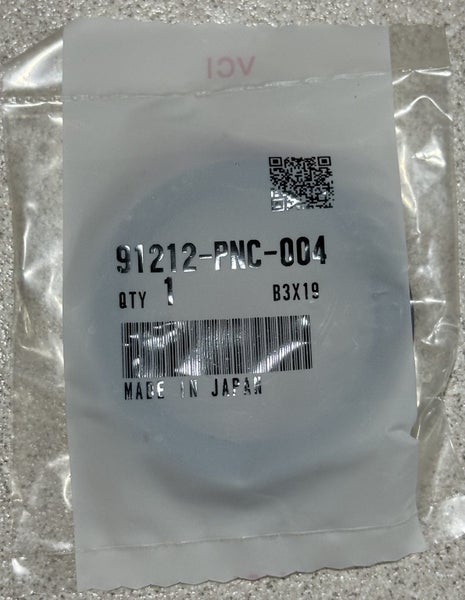 VCI
91212-PNC-004
QTY 1 B3X19
MADE IN JAPAN